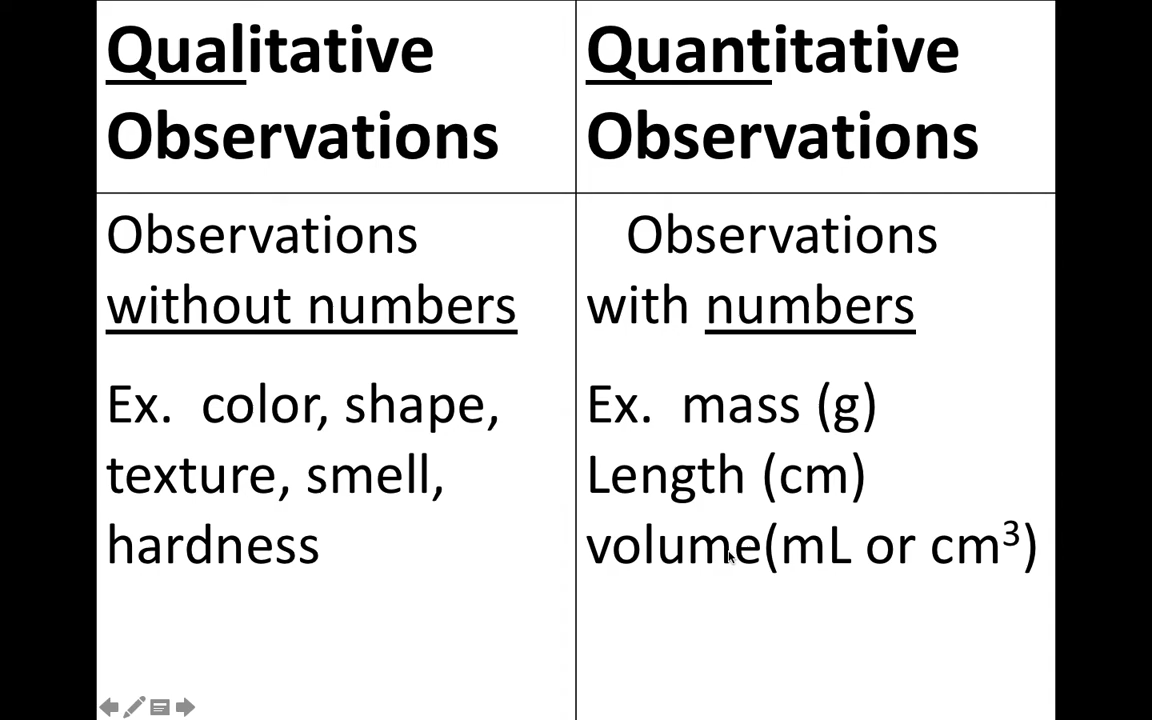 Qualitative
Observations
Observations
without numbers
Ex.  color, shape,
texture, smell,
hardness
Quantitative
Observations
Observations
with numbers
Ex.  mass (g)
Length (cm)
volume(mL or cm³)